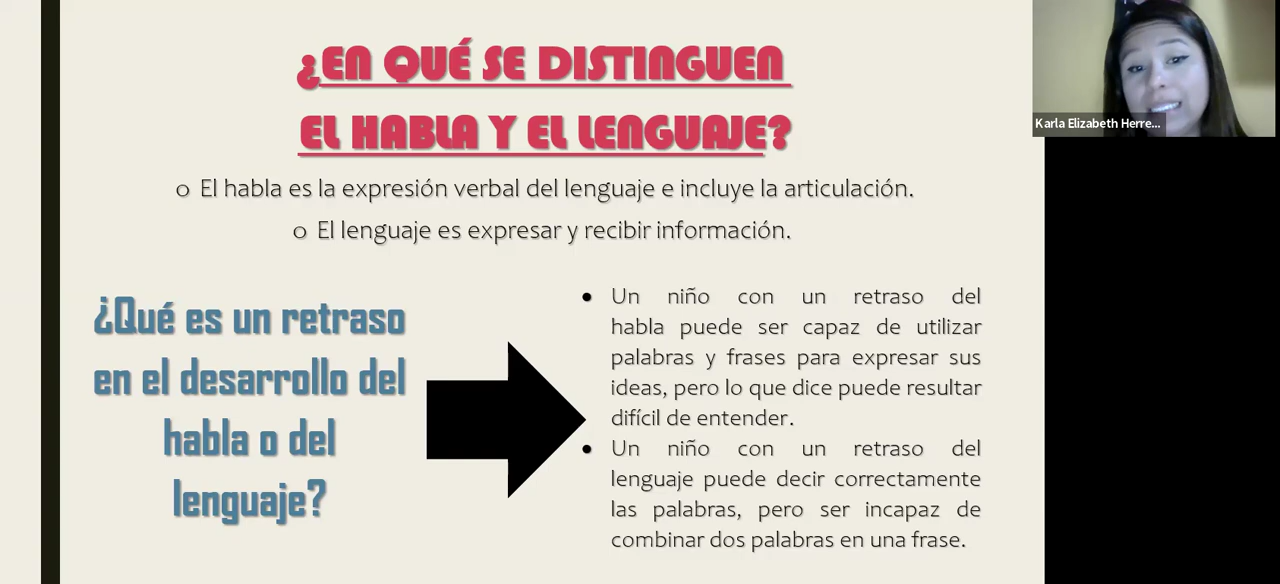 ¿EN QUÉ SE DISTINGUEN
EL HABLA Y EL LENGUAJE?
o El habla es la expresión verbal del lenguaje e incluye la articulación.
o El lenguaje es expresar y recibir información.
¿Qué es un retraso
en el desarrollo del
habla o del
lenguaje?
• Un niño con un retraso del
habla puede ser capaz de utilizar
palabras y frases para expresar sus
ideas, pero lo que dice puede resultar
difícil de entender.
• Un niño con un retraso del
lenguaje puede decir correctamente
las palabras, pero ser incapaz de
combinar dos palabras en una frase.
Karla Elizabeth Herre...